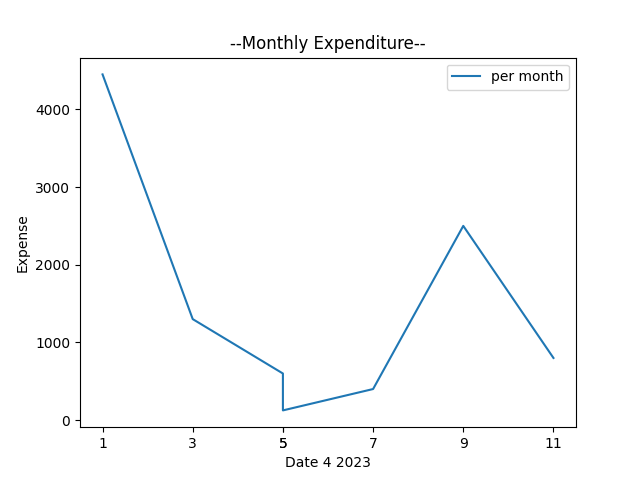 --Monthly Expenditure--
per month
4000
3000
2000
1000
0
Expense
1 3 5 7 9 11
Date 4 2023